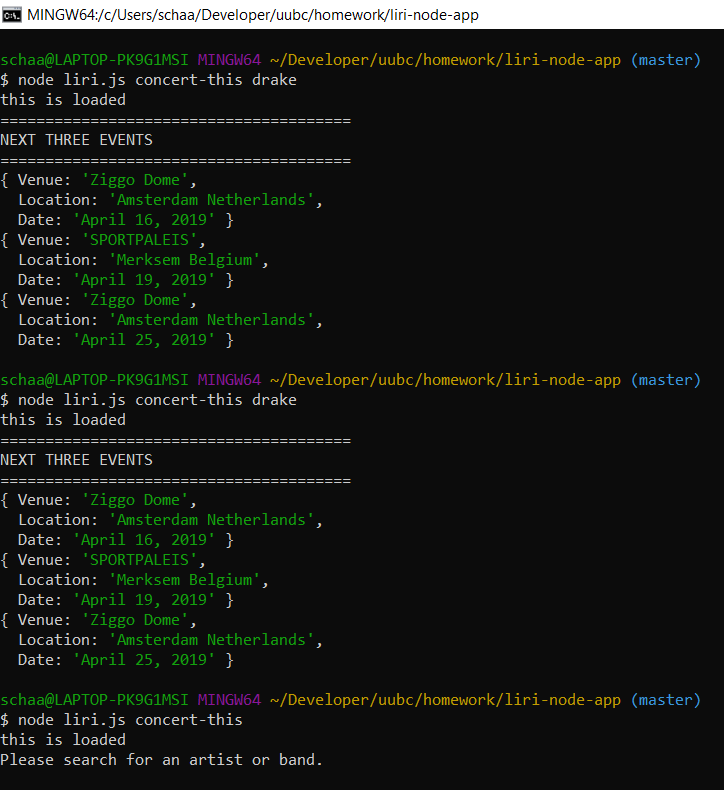 MINGW64:/c/Users/schaa/Developer/uubc/homework/liri-node-app
schaa@LAPTOP-PK9G1MSI MINGW64 ~/Developer/uubc/homework/liri-node-app (master)
$ node liri.js concert-this drake
this is loaded
=======================================
NEXT THREE EVENTS
=======================================
{ Venue: 'Ziggo Dome',
  Location: 'Amsterdam Netherlands',
  Date: 'April 16, 2019' }
{ Venue: 'SPORTPALEIS',
  Location: 'Merksem Belgium',
  Date: 'April 19, 2019' }
{ Venue: 'Ziggo Dome',
  Location: 'Amsterdam Netherlands',
  Date: 'April 25, 2019' }
schaa@LAPTOP-PK9G1MSI MINGW64 ~/Developer/uubc/homework/liri-node-app (master)
$ node liri.js concert-this drake
this is loaded
=======================================
NEXT THREE EVENTS
=======================================
{ Venue: 'Ziggo Dome',
  Location: 'Amsterdam Netherlands',
  Date: 'April 16, 2019' }
{ Venue: 'SPORTPALEIS',
  Location: 'Merksem Belgium',
  Date: 'April 19, 2019' }
{ Venue: 'Ziggo Dome',
  Location: 'Amsterdam Netherlands',
  Date: 'April 25, 2019' }
schaa@LAPTOP-PK9G1MSI MINGW64 ~/Developer/uubc/homework/liri-node-app (master)
$ node liri.js concert-this
this is loaded
Please search for an artist or band.